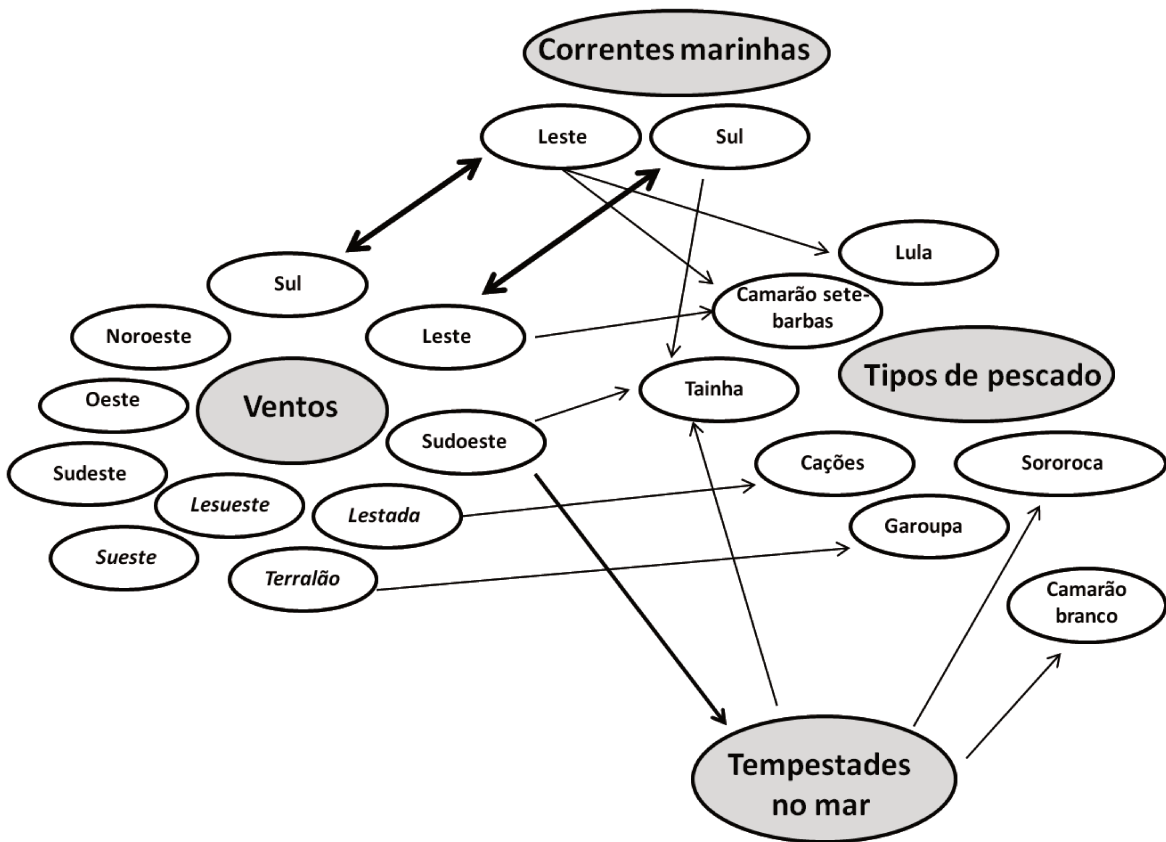 Correntes marinhas
Leste
Sul
Lula
Sul
Camarão sete-
barbas
Noroeste
Leste
Tipos de pescado
Tainha
Oeste
Ventos
Sudoeste
Cações
Sororoca
Sudeste
Lesueste
Lestada
Garoupa
Sueste
Terralão
Camarão
branco
Tempestades
no mar